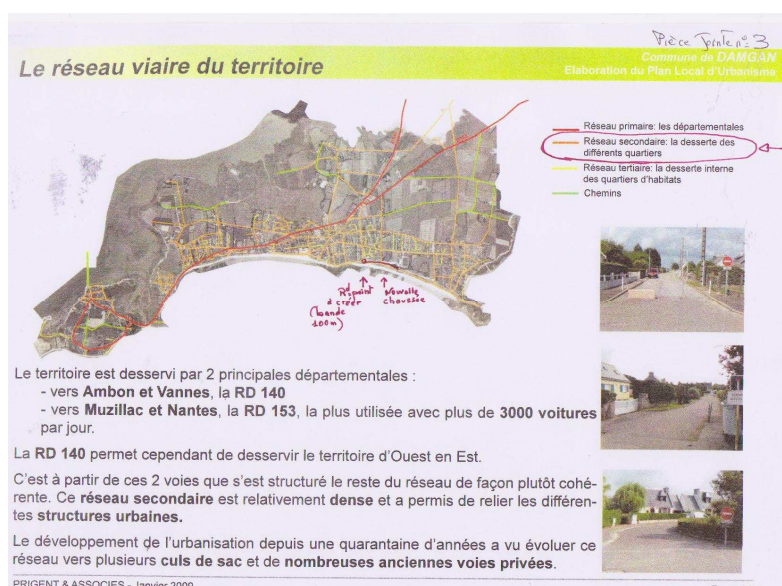 Pièce Jointe n° 3
Commune de DAMGAN
Elaboration du Plan Local d'Urbanisme
Le réseau viaire du territoire
Réseau primaire: les départementales
Réseau secondaire: la desserte des
différents quartiers
Réseau tertiaire: la desserte interne
des quartiers d'habitats
Chemins
Rd point
à créer
(bande
100m)
Nouvelle
chaussée
Le territoire est desservi par 2 principales départementales :
- vers Ambon et Vannes, la RD 140
- vers Muzillac et Nantes, la RD 153, la plus utilisée avec plus de 3000 voitures
par jour.
La RD 140 permet cependant de desservir le territoire d'Ouest en Est.
C'est à partir de ces 2 voies que s'est structuré le reste du réseau de façon plutôt cohé-
rente. Ce réseau secondaire est relativement dense et a permis de relier les différen-
tes structures urbaines.
Le développement de l'urbanisation depuis une quarantaine d'années a vu évoluer ce
réseau vers plusieurs culs de sac et de nombreuses anciennes voies privées.
PRIGENT & ASSOCIES - Janvier 2009